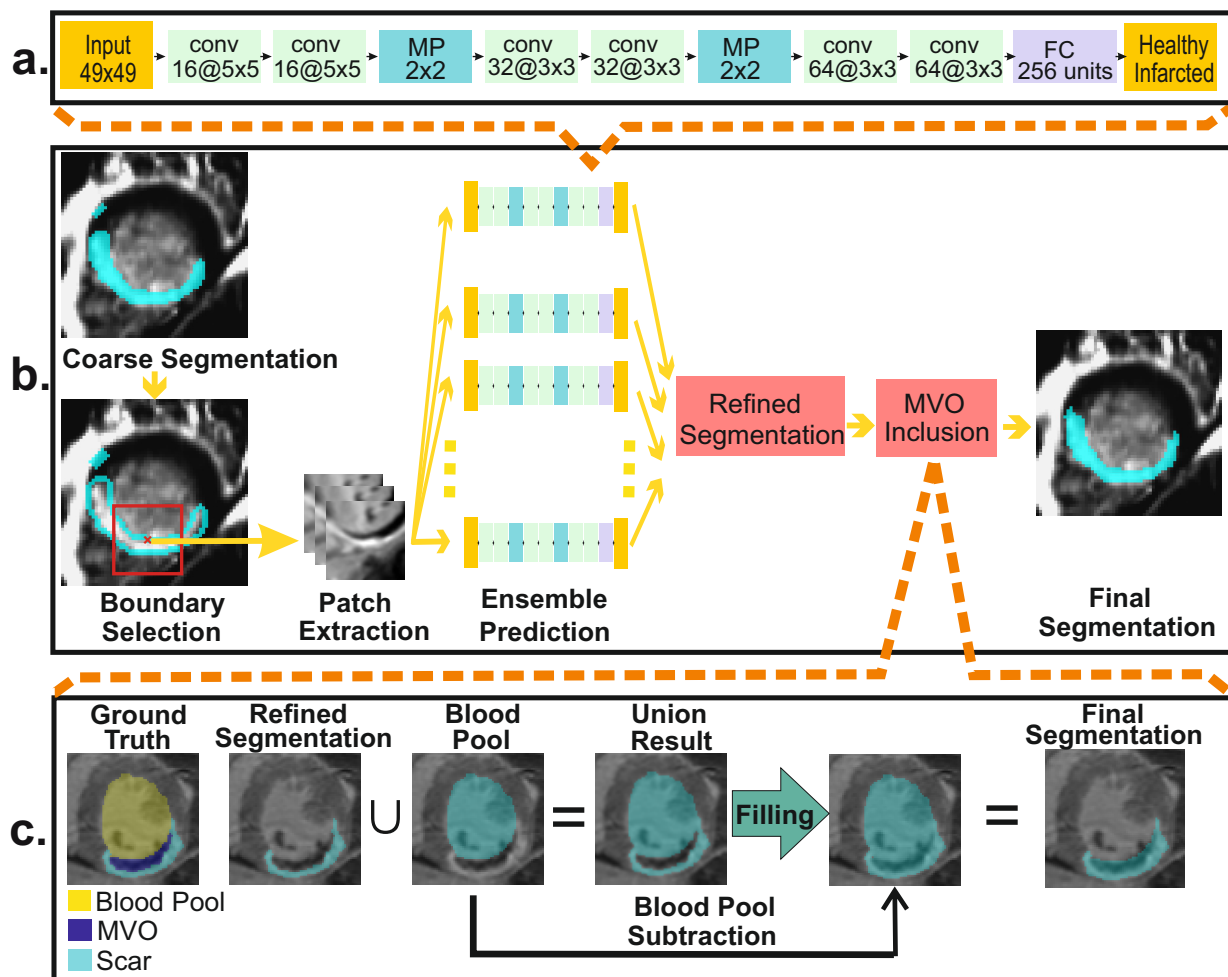 a.
Input
49x49
conv
16@5x5
conv
16@5x5
MP
2x2
conv
32@3x3
conv
32@3x3
MP
2x2
conv
64@3x3
conv
64@3x3
FC
256 units
Healthy
Infarcted
b.
Coarse Segmentation
Boundary
Selection
Patch
Extraction
Ensemble
Prediction
Refined
Segmentation
MVO
Inclusion
Final
Segmentation
c.
Ground
Truth
Refined
Segmentation
∪
Blood
Pool
=
Union
Result
Filling
=
Final
Segmentation
Blood Pool
Subtraction
Blood Pool
MVO
Scar